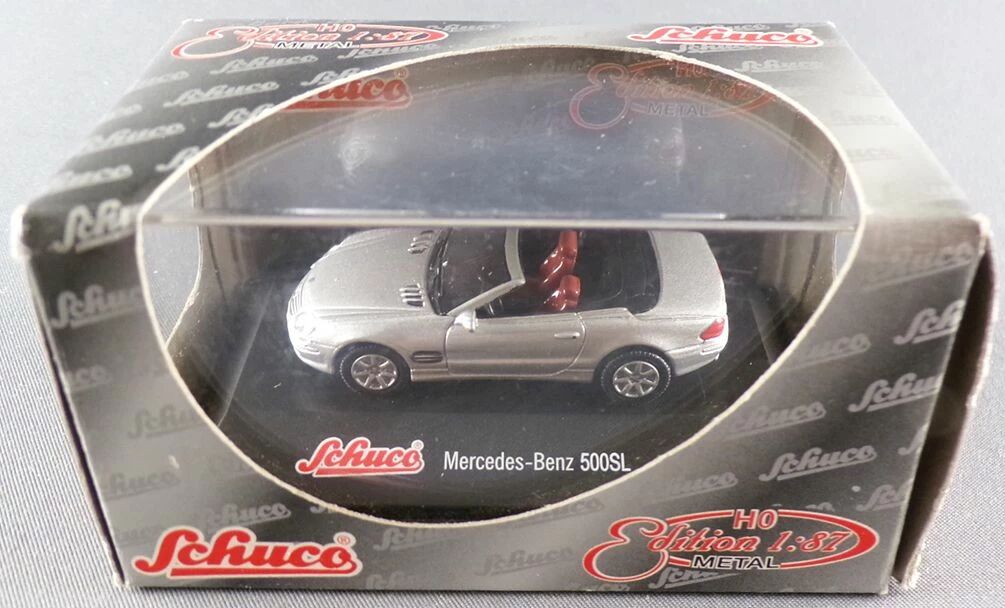 H0
Edition 1:87
METAL
Schuco
Schuco
Schuco
H0
Edition 1:87
METAL
Schuco Mercedes-Benz 500SL
Schuco®
H0
Edition 1:87
METAL